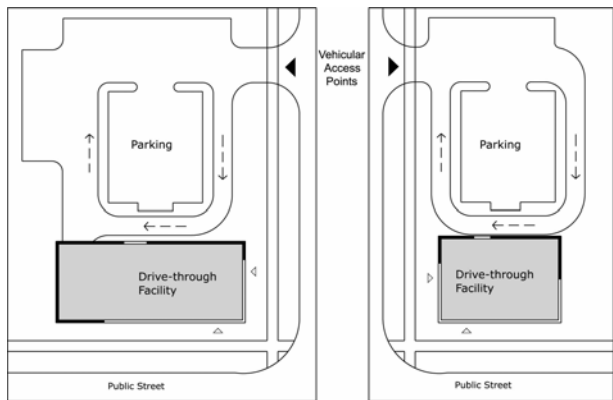 Vehicular
Access
Points
Parking
Drive-through
Facility
Public Street
Parking
Drive-through
Facility
Public Street